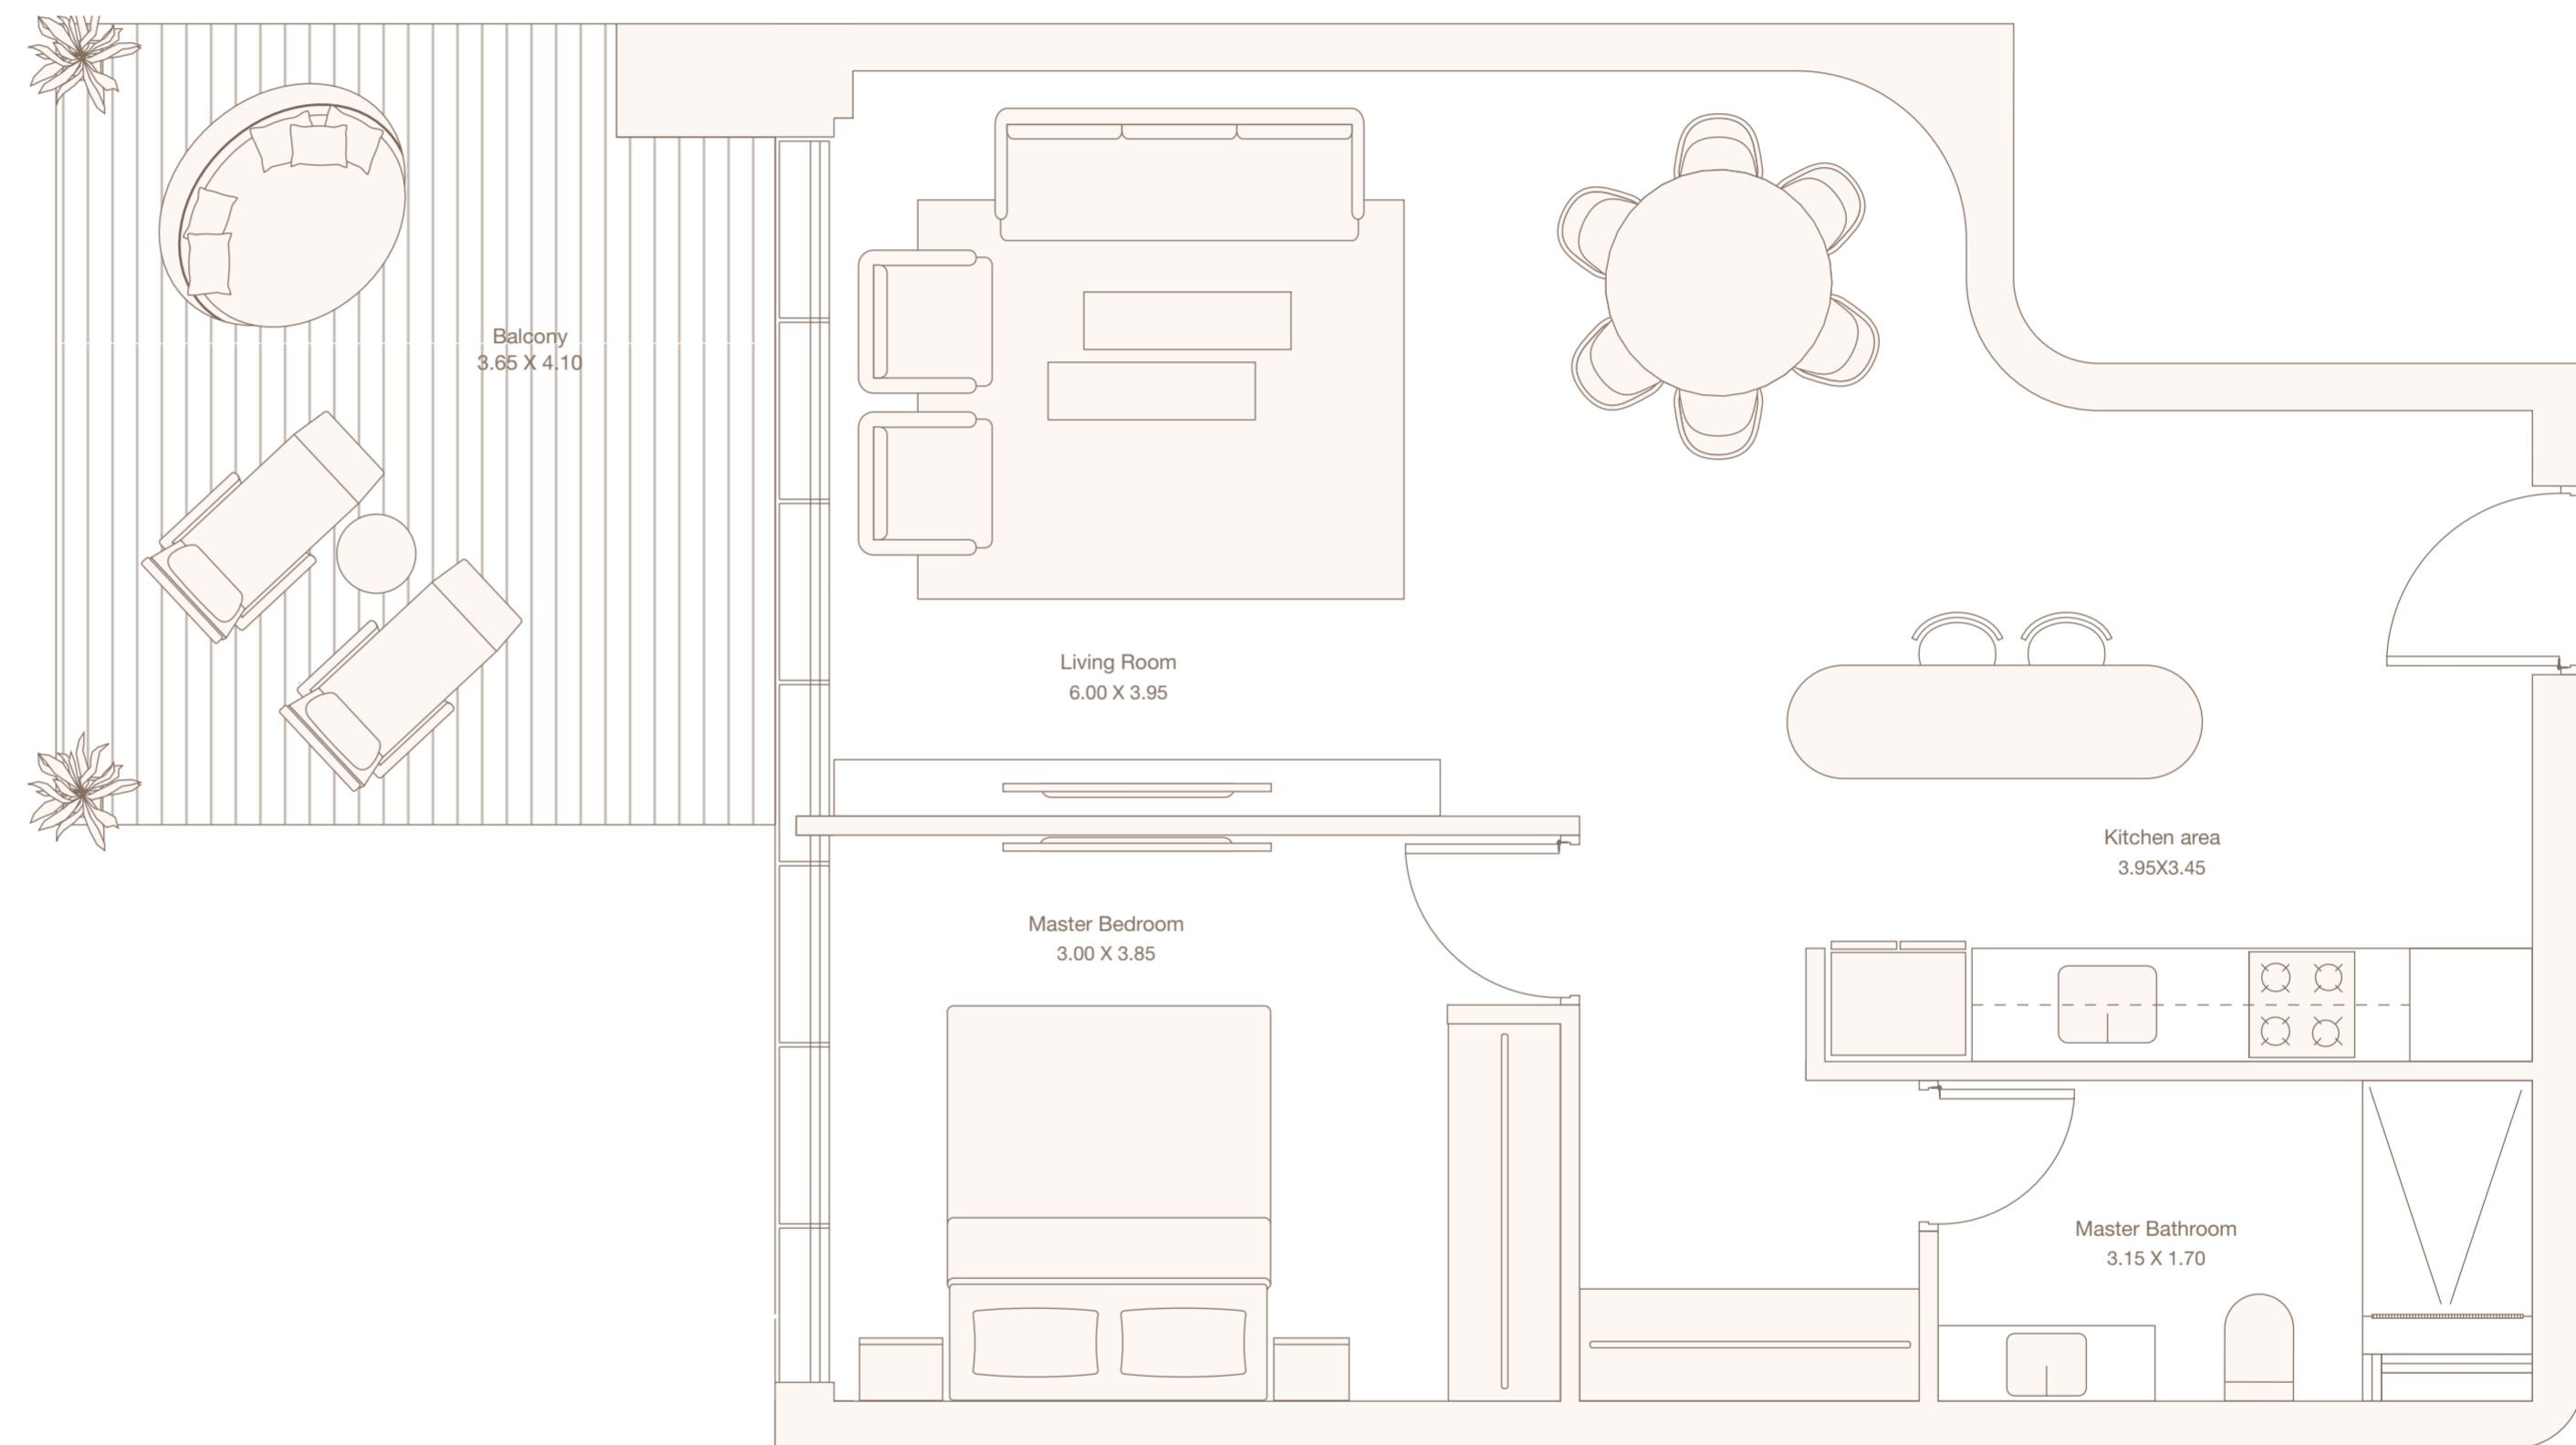 Balcony
3.65 X 4.10
Living Room
6.00 X 3.95
Kitchen area
3.95X3.45
Master Bedroom
3.00 X 3.85
Master Bathroom
3.15 X 1.70